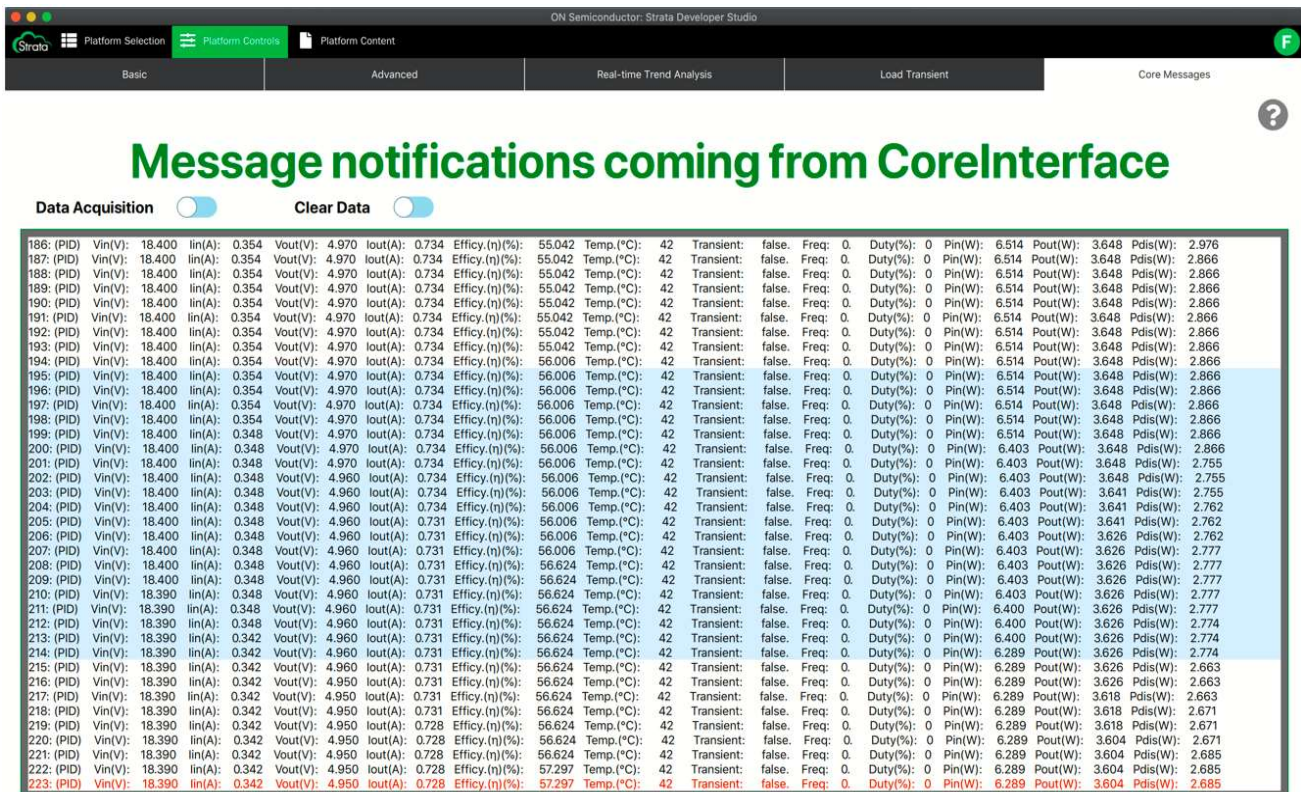 ON Semiconductor: Strata Developer Studio
Strata Platform Selection Platform Controls Platform Content F
Basic Advanced Real-time Trend Analysis Load Transient Core Messages
?
Message notifications coming from CoreInterface
Data Acquisition Clear Data
186: (PID) Vin(V): 18.400 Iin(A): 0.354 Vout(V): 4.970 Iout(A): 0.734 Efficy.(η)(%): 55.042 Temp.(°C): 42 Transient: false. Freq: 0. Duty(%): 0 Pin(W): 6.514 Pout(W): 3.648 Pdis(W): 2.976
187: (PID) Vin(V): 18.400 Iin(A): 0.354 Vout(V): 4.970 Iout(A): 0.734 Efficy.(η)(%): 55.042 Temp.(°C): 42 Transient: false. Freq: 0. Duty(%): 0 Pin(W): 6.514 Pout(W): 3.648 Pdis(W): 2.866
188: (PID) Vin(V): 18.400 Iin(A): 0.354 Vout(V): 4.970 Iout(A): 0.734 Efficy.(η)(%): 55.042 Temp.(°C): 42 Transient: false. Freq: 0. Duty(%): 0 Pin(W): 6.514 Pout(W): 3.648 Pdis(W): 2.866
189: (PID) Vin(V): 18.400 Iin(A): 0.354 Vout(V): 4.970 Iout(A): 0.734 Efficy.(η)(%): 55.042 Temp.(°C): 42 Transient: false. Freq: 0. Duty(%): 0 Pin(W): 6.514 Pout(W): 3.648 Pdis(W): 2.866
190: (PID) Vin(V): 18.400 Iin(A): 0.354 Vout(V): 4.970 Iout(A): 0.734 Efficy.(η)(%): 55.042 Temp.(°C): 42 Transient: false. Freq: 0. Duty(%): 0 Pin(W): 6.514 Pout(W): 3.648 Pdis(W): 2.866
191: (PID) Vin(V): 18.400 Iin(A): 0.354 Vout(V): 4.970 Iout(A): 0.734 Efficy.(η)(%): 55.042 Temp.(°C): 42 Transient: false. Freq: 0. Duty(%): 0 Pin(W): 6.514 Pout(W): 3.648 Pdis(W): 2.866
192: (PID) Vin(V): 18.400 Iin(A): 0.354 Vout(V): 4.970 Iout(A): 0.734 Efficy.(η)(%): 55.042 Temp.(°C): 42 Transient: false. Freq: 0. Duty(%): 0 Pin(W): 6.514 Pout(W): 3.648 Pdis(W): 2.866
193: (PID) Vin(V): 18.400 Iin(A): 0.354 Vout(V): 4.970 Iout(A): 0.734 Efficy.(η)(%): 55.042 Temp.(°C): 42 Transient: false. Freq: 0. Duty(%): 0 Pin(W): 6.514 Pout(W): 3.648 Pdis(W): 2.866
194: (PID) Vin(V): 18.400 Iin(A): 0.354 Vout(V): 4.970 Iout(A): 0.734 Efficy.(η)(%): 56.006 Temp.(°C): 42 Transient: false. Freq: 0. Duty(%): 0 Pin(W): 6.514 Pout(W): 3.648 Pdis(W): 2.866
195: (PID) Vin(V): 18.400 Iin(A): 0.354 Vout(V): 4.970 Iout(A): 0.734 Efficy.(η)(%): 56.006 Temp.(°C): 42 Transient: false. Freq: 0. Duty(%): 0 Pin(W): 6.514 Pout(W): 3.648 Pdis(W): 2.866
196: (PID) Vin(V): 18.400 Iin(A): 0.354 Vout(V): 4.970 Iout(A): 0.734 Efficy.(η)(%): 56.006 Temp.(°C): 42 Transient: false. Freq: 0. Duty(%): 0 Pin(W): 6.514 Pout(W): 3.648 Pdis(W): 2.866
197: (PID) Vin(V): 18.400 Iin(A): 0.354 Vout(V): 4.970 Iout(A): 0.734 Efficy.(η)(%): 56.006 Temp.(°C): 42 Transient: false. Freq: 0. Duty(%): 0 Pin(W): 6.514 Pout(W): 3.648 Pdis(W): 2.866
198: (PID) Vin(V): 18.400 Iin(A): 0.354 Vout(V): 4.970 Iout(A): 0.734 Efficy.(η)(%): 56.006 Temp.(°C): 42 Transient: false. Freq: 0. Duty(%): 0 Pin(W): 6.514 Pout(W): 3.648 Pdis(W): 2.866
199: (PID) Vin(V): 18.400 Iin(A): 0.348 Vout(V): 4.970 Iout(A): 0.734 Efficy.(η)(%): 56.006 Temp.(°C): 42 Transient: false. Freq: 0. Duty(%): 0 Pin(W): 6.514 Pout(W): 3.648 Pdis(W): 2.866
200: (PID) Vin(V): 18.400 Iin(A): 0.348 Vout(V): 4.970 Iout(A): 0.734 Efficy.(η)(%): 56.006 Temp.(°C): 42 Transient: false. Freq: 0. Duty(%): 0 Pin(W): 6.403 Pout(W): 3.648 Pdis(W): 2.866
201: (PID) Vin(V): 18.400 Iin(A): 0.348 Vout(V): 4.970 Iout(A): 0.734 Efficy.(η)(%): 56.006 Temp.(°C): 42 Transient: false. Freq: 0. Duty(%): 0 Pin(W): 6.403 Pout(W): 3.648 Pdis(W): 2.755
202: (PID) Vin(V): 18.400 Iin(A): 0.348 Vout(V): 4.960 Iout(A): 0.734 Efficy.(η)(%): 56.006 Temp.(°C): 42 Transient: false. Freq: 0. Duty(%): 0 Pin(W): 6.403 Pout(W): 3.648 Pdis(W): 2.755
203: (PID) Vin(V): 18.400 Iin(A): 0.348 Vout(V): 4.960 Iout(A): 0.734 Efficy.(η)(%): 56.006 Temp.(°C): 42 Transient: false. Freq: 0. Duty(%): 0 Pin(W): 6.403 Pout(W): 3.641 Pdis(W): 2.755
204: (PID) Vin(V): 18.400 Iin(A): 0.348 Vout(V): 4.960 Iout(A): 0.734 Efficy.(η)(%): 56.006 Temp.(°C): 42 Transient: false. Freq: 0. Duty(%): 0 Pin(W): 6.403 Pout(W): 3.641 Pdis(W): 2.762
205: (PID) Vin(V): 18.400 Iin(A): 0.348 Vout(V): 4.960 Iout(A): 0.731 Efficy.(η)(%): 56.006 Temp.(°C): 42 Transient: false. Freq: 0. Duty(%): 0 Pin(W): 6.403 Pout(W): 3.641 Pdis(W): 2.762
206: (PID) Vin(V): 18.400 Iin(A): 0.348 Vout(V): 4.960 Iout(A): 0.731 Efficy.(η)(%): 56.006 Temp.(°C): 42 Transient: false. Freq: 0. Duty(%): 0 Pin(W): 6.403 Pout(W): 3.626 Pdis(W): 2.762
207: (PID) Vin(V): 18.400 Iin(A): 0.348 Vout(V): 4.960 Iout(A): 0.731 Efficy.(η)(%): 56.006 Temp.(°C): 42 Transient: false. Freq: 0. Duty(%): 0 Pin(W): 6.403 Pout(W): 3.626 Pdis(W): 2.777
208: (PID) Vin(V): 18.400 Iin(A): 0.348 Vout(V): 4.960 Iout(A): 0.731 Efficy.(η)(%): 56.624 Temp.(°C): 42 Transient: false. Freq: 0. Duty(%): 0 Pin(W): 6.403 Pout(W): 3.626 Pdis(W): 2.777
209: (PID) Vin(V): 18.400 Iin(A): 0.348 Vout(V): 4.960 Iout(A): 0.731 Efficy.(η)(%): 56.624 Temp.(°C): 42 Transient: false. Freq: 0. Duty(%): 0 Pin(W): 6.403 Pout(W): 3.626 Pdis(W): 2.777
210: (PID) Vin(V): 18.390 Iin(A): 0.348 Vout(V): 4.960 Iout(A): 0.731 Efficy.(η)(%): 56.624 Temp.(°C): 42 Transient: false. Freq: 0. Duty(%): 0 Pin(W): 6.403 Pout(W): 3.626 Pdis(W): 2.777
211: (PID) Vin(V): 18.390 Iin(A): 0.348 Vout(V): 4.960 Iout(A): 0.731 Efficy.(η)(%): 56.624 Temp.(°C): 42 Transient: false. Freq: 0. Duty(%): 0 Pin(W): 6.400 Pout(W): 3.626 Pdis(W): 2.777
212: (PID) Vin(V): 18.390 Iin(A): 0.348 Vout(V): 4.960 Iout(A): 0.731 Efficy.(η)(%): 56.624 Temp.(°C): 42 Transient: false. Freq: 0. Duty(%): 0 Pin(W): 6.400 Pout(W): 3.626 Pdis(W): 2.774
213: (PID) Vin(V): 18.390 Iin(A): 0.342 Vout(V): 4.960 Iout(A): 0.731 Efficy.(η)(%): 56.624 Temp.(°C): 42 Transient: false. Freq: 0. Duty(%): 0 Pin(W): 6.400 Pout(W): 3.626 Pdis(W): 2.774
214: (PID) Vin(V): 18.390 Iin(A): 0.342 Vout(V): 4.960 Iout(A): 0.731 Efficy.(η)(%): 56.624 Temp.(°C): 42 Transient: false. Freq: 0. Duty(%): 0 Pin(W): 6.289 Pout(W): 3.626 Pdis(W): 2.774
215: (PID) Vin(V): 18.390 Iin(A): 0.342 Vout(V): 4.960 Iout(A): 0.731 Efficy.(η)(%): 56.624 Temp.(°C): 42 Transient: false. Freq: 0. Duty(%): 0 Pin(W): 6.289 Pout(W): 3.626 Pdis(W): 2.663
216: (PID) Vin(V): 18.390 Iin(A): 0.342 Vout(V): 4.950 Iout(A): 0.731 Efficy.(η)(%): 56.624 Temp.(°C): 42 Transient: false. Freq: 0. Duty(%): 0 Pin(W): 6.289 Pout(W): 3.626 Pdis(W): 2.663
217: (PID) Vin(V): 18.390 Iin(A): 0.342 Vout(V): 4.950 Iout(A): 0.731 Efficy.(η)(%): 56.624 Temp.(°C): 42 Transient: false. Freq: 0. Duty(%): 0 Pin(W): 6.289 Pout(W): 3.618 Pdis(W): 2.663
218: (PID) Vin(V): 18.390 Iin(A): 0.342 Vout(V): 4.950 Iout(A): 0.731 Efficy.(η)(%): 56.624 Temp.(°C): 42 Transient: false. Freq: 0. Duty(%): 0 Pin(W): 6.289 Pout(W): 3.618 Pdis(W): 2.671
219: (PID) Vin(V): 18.390 Iin(A): 0.342 Vout(V): 4.950 Iout(A): 0.728 Efficy.(η)(%): 56.624 Temp.(°C): 42 Transient: false. Freq: 0. Duty(%): 0 Pin(W): 6.289 Pout(W): 3.618 Pdis(W): 2.671
220: (PID) Vin(V): 18.390 Iin(A): 0.342 Vout(V): 4.950 Iout(A): 0.728 Efficy.(η)(%): 56.624 Temp.(°C): 42 Transient: false. Freq: 0. Duty(%): 0 Pin(W): 6.289 Pout(W): 3.604 Pdis(W): 2.671
221: (PID) Vin(V): 18.390 Iin(A): 0.342 Vout(V): 4.950 Iout(A): 0.728 Efficy.(η)(%): 56.624 Temp.(°C): 42 Transient: false. Freq: 0. Duty(%): 0 Pin(W): 6.289 Pout(W): 3.604 Pdis(W): 2.685
222: (PID) Vin(V): 18.390 Iin(A): 0.342 Vout(V): 4.950 Iout(A): 0.728 Efficy.(η)(%): 57.297 Temp.(°C): 42 Transient: false. Freq: 0. Duty(%): 0 Pin(W): 6.289 Pout(W): 3.604 Pdis(W): 2.685
223: (PID) Vin(V): 18.390 Iin(A): 0.342 Vout(V): 4.950 Iout(A): 0.728 Efficy.(η)(%): 57.297 Temp.(°C): 42 Transient: false. Freq: 0. Duty(%): 0 Pin(W): 6.289 Pout(W): 3.604 Pdis(W): 2.685